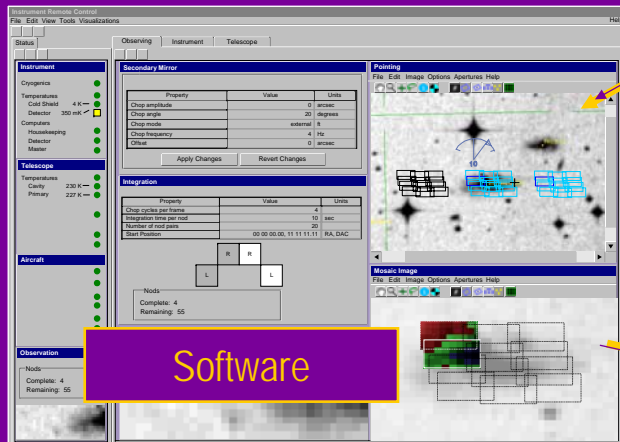 Instrument Remote Control
File Edit View Tools Visualizations Hel
Status
Observing Instrument Telescope
Instrument
Cryogenics
Temperatures
Cold Shield 4 K
Detector 350 mK
Computers
Housekeeping
Detector
Master
Telescope
Temperatures
Cavity 230 K
Primary 227 K
Aircraft
Observation
Nods
Complete: 4
Remaining: 55
Secondary Mirror
Property Value Units
Chop amplitude 0 arcsec
Chop angle 20 degrees
Chop mode external ft
Chop frequency 4 Hz
Offset 0 arcsec
Apply Changes Revert Changes
Integration
Property Value Units
Chop cycles per frame 4
Integration time per nod 10 sec
Number of nod pairs 20
Start Position 00 00 00.00, 11 11 11.11 RA, DAC
R R
L L
Nods
Complete: 4
Remaining: 55
Pointing
File Edit Image Options Apertures Help
10
Mosaic Image
File Edit Image Options Apertures Help
Software